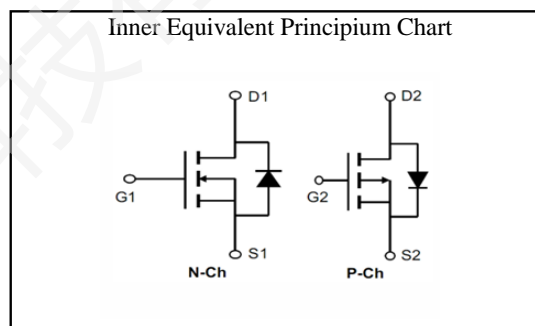 Inner Equivalent Principium Chart
D1 D2
G1 G2
S1 S2
N-Ch P-Ch